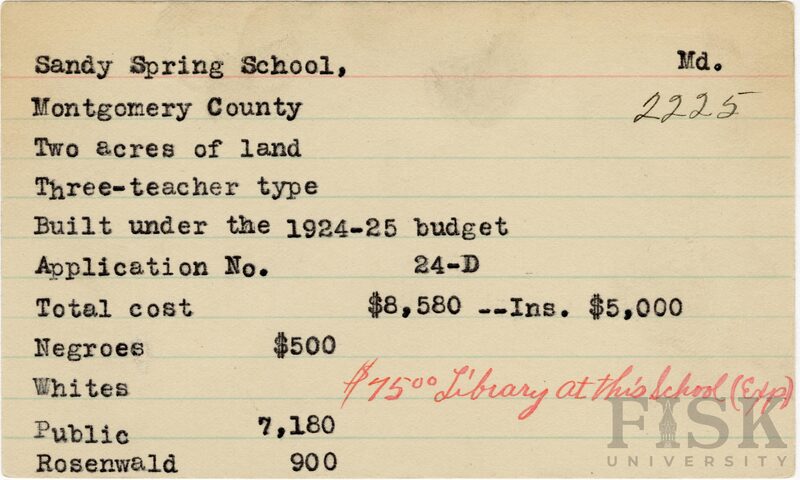 Sandy Spring School, Md.
Montgomery County 2225
Two acres of land
Three-teacher type
Built under the 1924-25 budget
Application No. 24-D
Total cost $8,580 --Ins. $5,000
Negroes $500
Whites $75⁰⁰ Library at this School (Exp)
Public 7,180
Rosenwald 900
FISK
UNIVERSITY